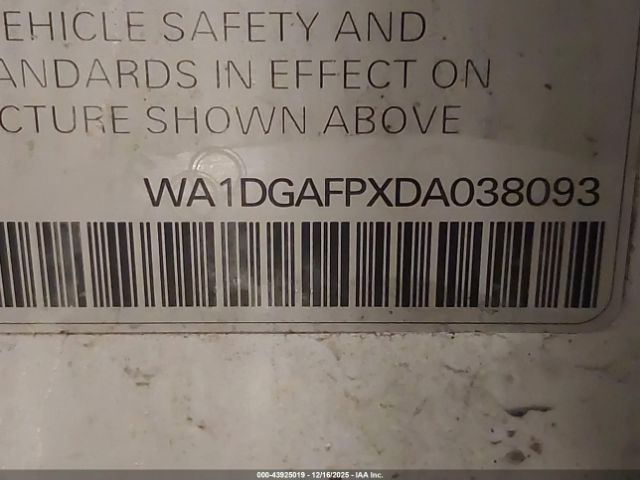 EHICLE SAFETY AND
ANDARDS IN EFFECT ON
CTURE SHOWN ABOVE
WA1DGAFPXDA038093
000-43925019 - 12/16/2025 - IAA Inc.